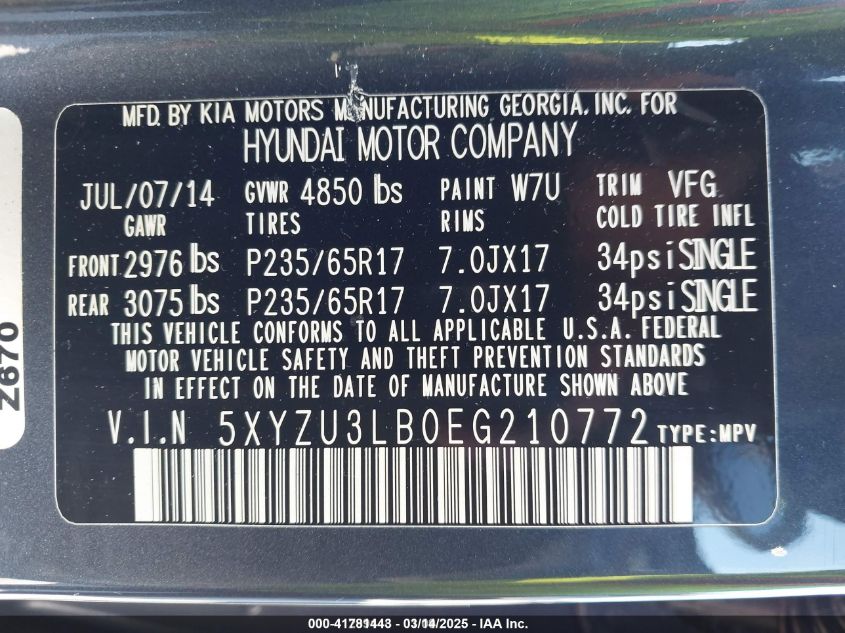 MFD. BY KIA MOTORS MANUFACTURING GEORGIA, INC. FOR
HYUNDAI MOTOR COMPANY
JUL/07/14 GVWR 4850 lbs PAINT W7U TRIM VFG
GAWR TIRES RIMS COLD TIRE INFL
FRONT 2976 lbs P235/65R17 7.0JX17 34psi SINGLE
REAR 3075 lbs P235/65R17 7.0JX17 34psi SINGLE
THIS VEHICLE CONFORMS TO ALL APPLICABLE U.S.A. FEDERAL
MOTOR VEHICLE SAFETY AND THEFT PREVENTION STANDARDS
IN EFFECT ON THE DATE OF MANUFACTURE SHOWN ABOVE
V.I.N 5XYZU3LB0EG210772 TYPE:MPV
Z670
000-41781443 - 03/14/2025 - IAA Inc.